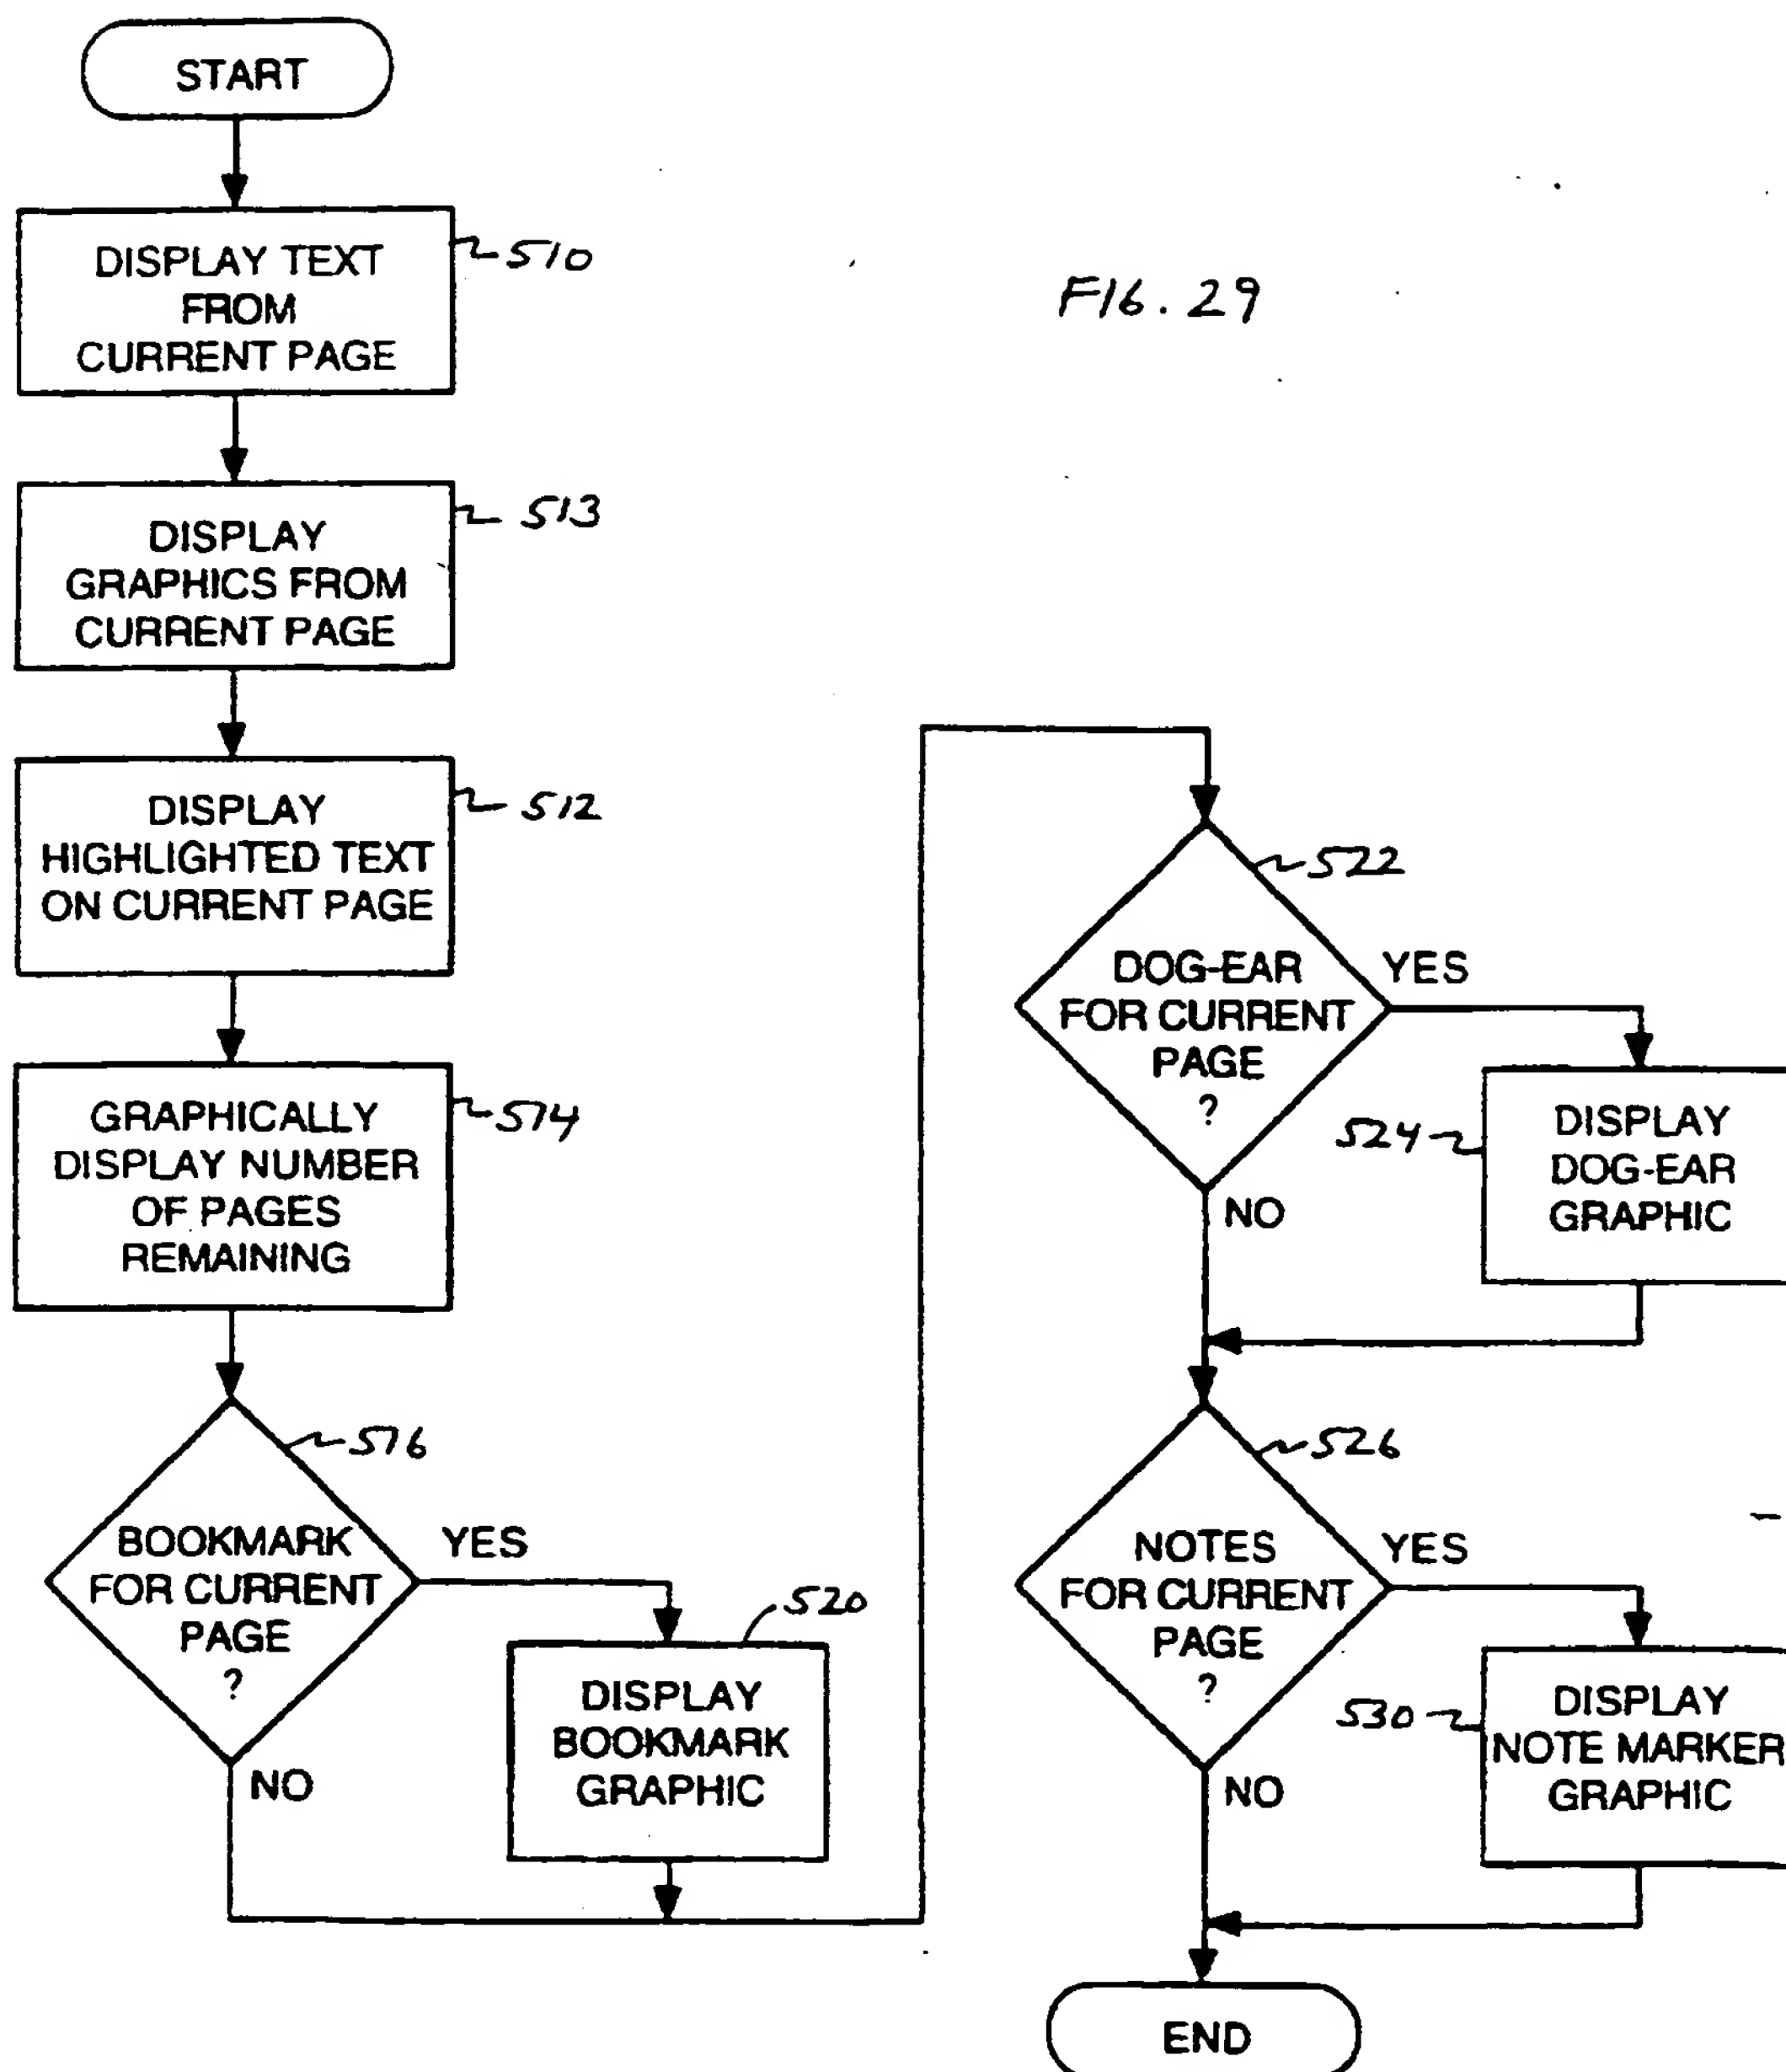 START
DISPLAY TEXT
FROM
CURRENT PAGE
510
DISPLAY
GRAPHICS FROM
CURRENT PAGE
513
DISPLAY
HIGHLIGHTED TEXT
ON CURRENT PAGE
512
GRAPHICALLY
DISPLAY NUMBER
OF PAGES
REMAINING
514
BOOKMARK
FOR CURRENT
PAGE
?
516
YES
NO
520
DISPLAY
BOOKMARK
GRAPHIC
FIG. 29
522
DOG-EAR
FOR CURRENT
PAGE
?
YES
NO
524
DISPLAY
DOG-EAR
GRAPHIC
526
NOTES
FOR CURRENT
PAGE
?
YES
NO
530
DISPLAY
NOTE MARKER
GRAPHIC
END